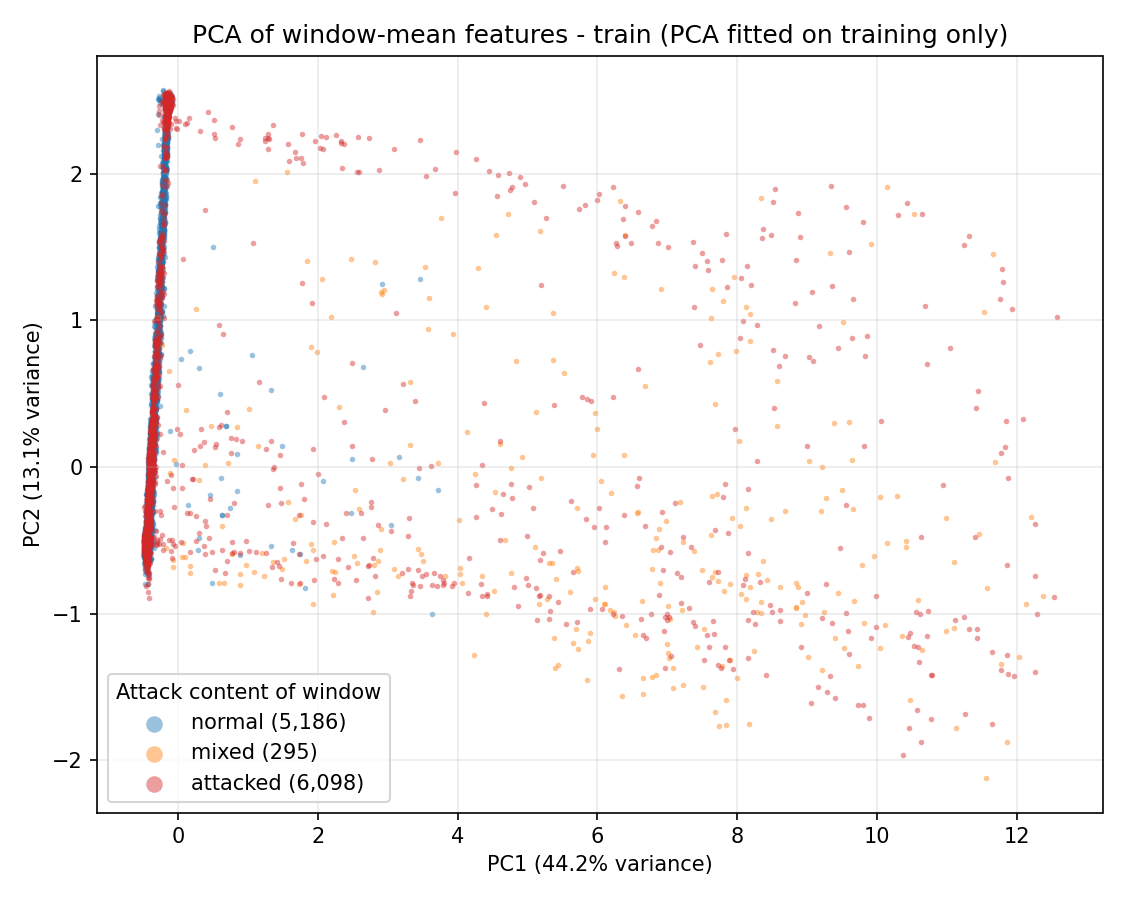 PCA of window-mean features - train (PCA fitted on training only)
PC2 (13.1% variance)
2
1
0
−1
−2
Attack content of window
normal (5,186)
mixed (295)
attacked (6,098)
0 2 4 6 8 10 12
PC1 (44.2% variance)